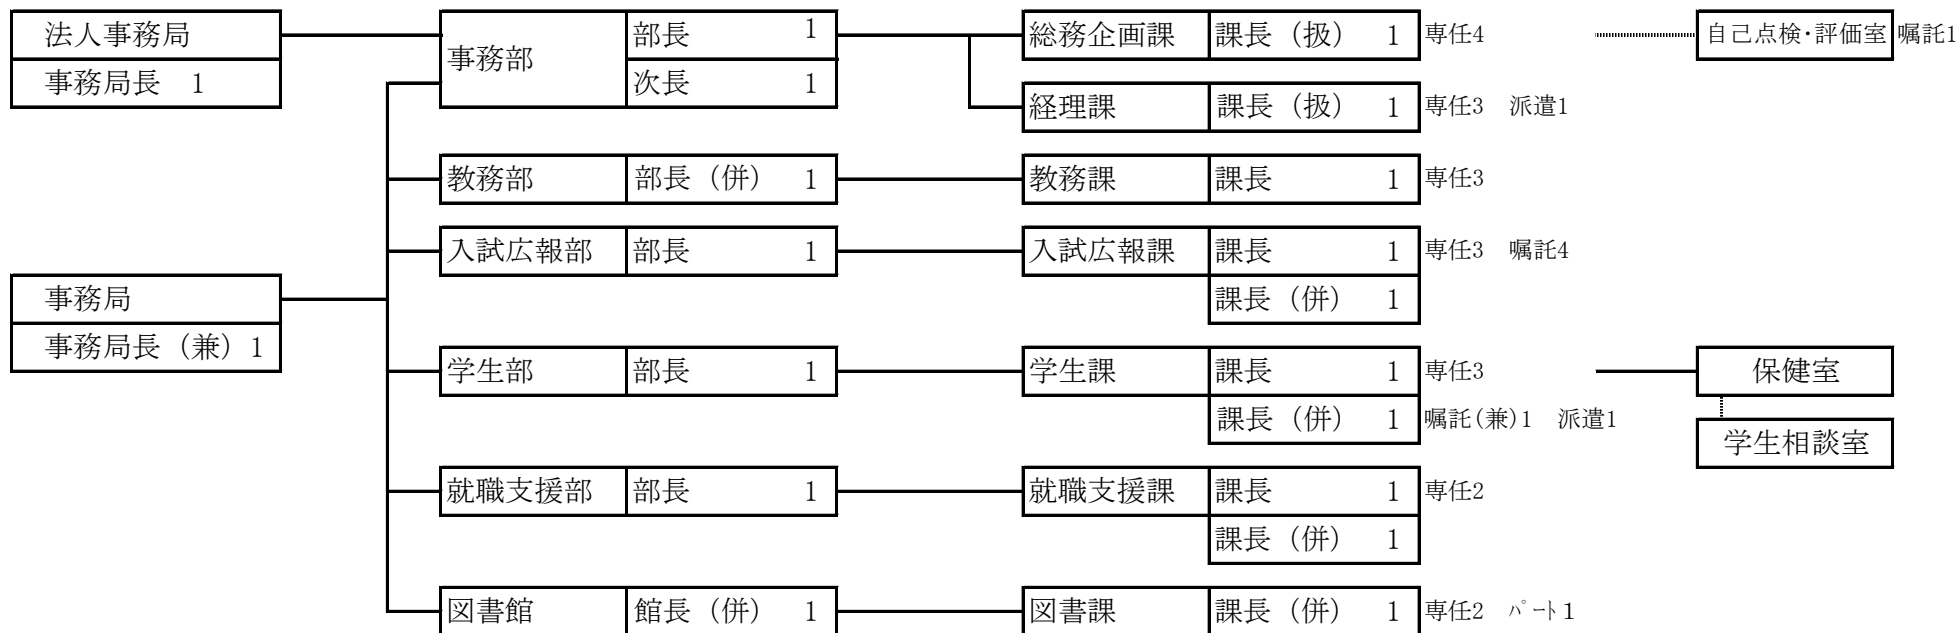 法人事務局 部長 1 総務企画課 課長（扱） 1 専任4 自己点検・評価室 嘱託1
事務部
事務局長 1 次長 1
経理課 課長（扱） 1 専任3 派遣1
教務部 部長（併） 1 教務課 課長 1 専任3
入試広報部 部長 1 入試広報課 課長 1 専任3 嘱託4
事務局 課長（併） 1
事務局長（兼）1
学生部 部長 1 学生課 課長 1 専任3 保健室
課長（併） 1 嘱託(兼)1 派遣1
学生相談室
就職支援部 部長 1 就職支援課 課長 1 専任2
課長（併） 1
図書館 館長（併） 1 図書課 課長（併） 1 専任2 ﾊﾟｰﾄ1